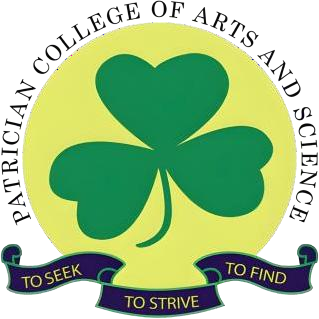 PATRICIAN COLLEGE OF ARTS AND SCIENCE
TO SEEK
TO STRIVE
TO FIND